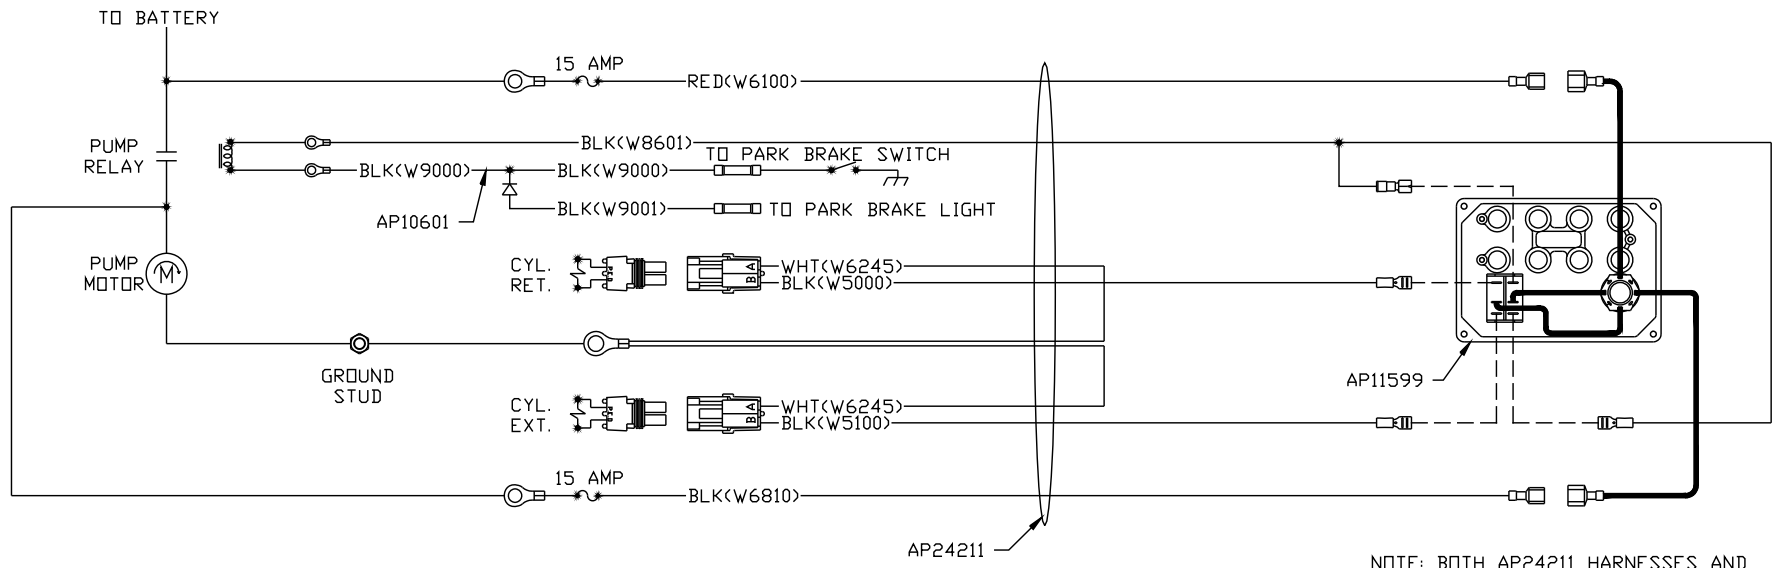 TO BATTERY
15 AMP
RED(W6100)
PUMP
RELAY
BLK(W8601)
TO PARK BRAKE SWITCH
BLK(W9000)
BLK(W9000)
AP10601
BLK(W9001)
TO PARK BRAKE LIGHT
PUMP
MOTOR
M
CYL.
RET.
A
B
WHT(W6245)
BLK(W5000)
GROUND
STUD
AP11599
CYL.
EXT.
A
B
WHT(W6245)
BLK(W5100)
15 AMP
BLK(W6810)
AP24211
NOTE: BOTH AP24211 HARNESSES AND